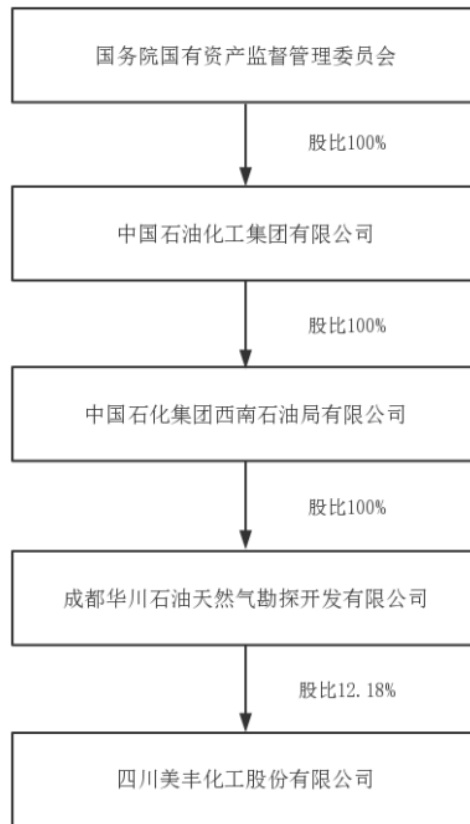 国务院国有资产监督管理委员会
股比100%
中国石油化工集团有限公司
股比100%
中国石化集团西南石油局有限公司
股比100%
成都华川石油天然气勘探开发有限公司
股比12.18%
四川美丰化工股份有限公司